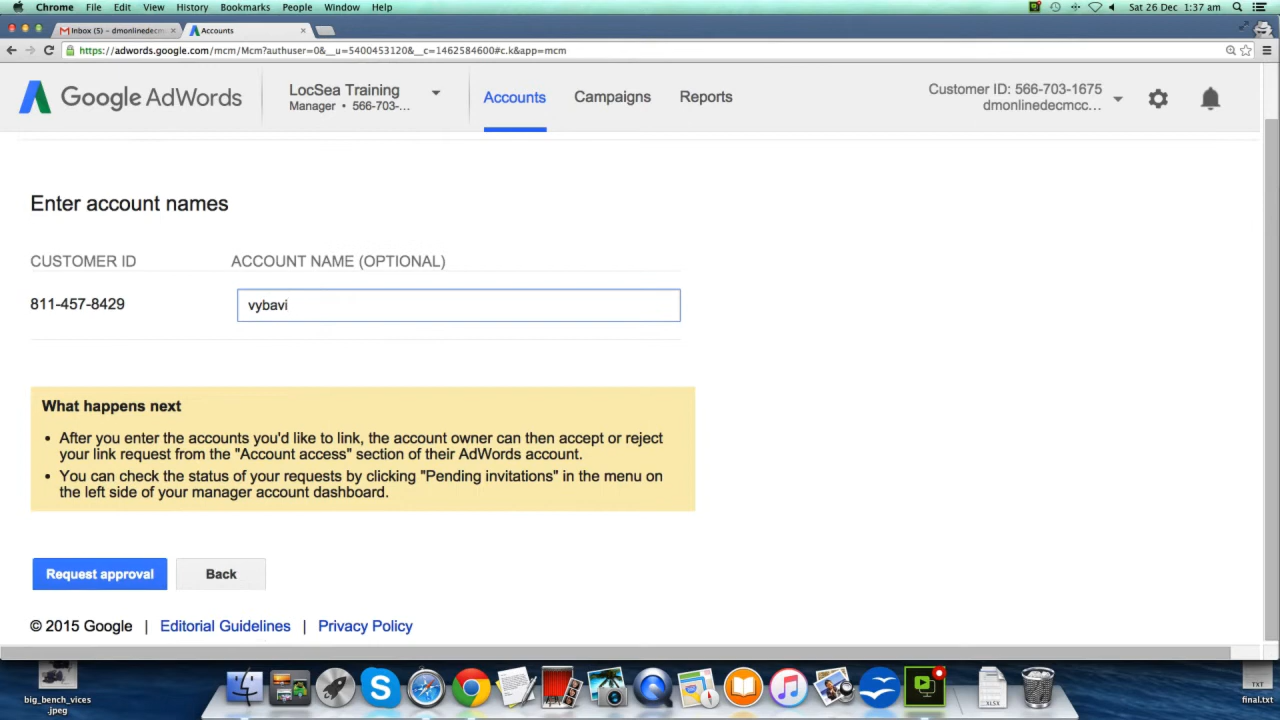 Chrome File Edit View History Bookmarks People Window Help Sat 26 Dec 1:37 am
Inbox (5) - dmonlinedecm Accounts
https://adwords.google.com/mcm/Mcm?authuser=0&__u=5400453120&__c=1462584600#c.k&app=mcm
Google AdWords
LocSea Training
Manager • 566-703-...
Accounts Campaigns Reports
Customer ID: 566-703-1675
dmonlinedecmcc...
Enter account names
CUSTOMER ID ACCOUNT NAME (OPTIONAL)
811-457-8429 vybavi
What happens next
• After you enter the accounts you'd like to link, the account owner can then accept or reject
your link request from the "Account access" section of their AdWords account.
• You can check the status of your requests by clicking "Pending invitations" in the menu on
the left side of your manager account dashboard.
Request approval Back
© 2015 Google | Editorial Guidelines | Privacy Policy
big_bench_vices
.jpeg
XLSX
TXT
final.txt